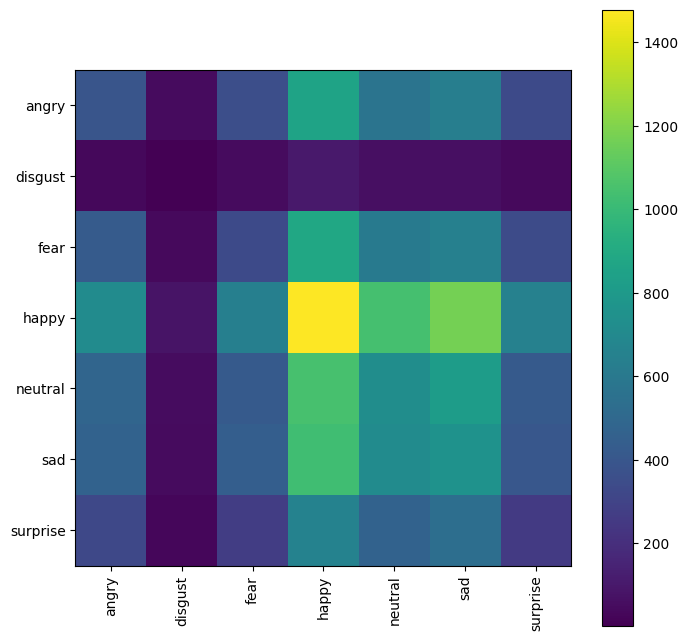 angry
disgust
fear
happy
neutral
sad
surprise
angry
disgust
fear
happy
neutral
sad
surprise
1400
1200
1000
800
600
400
200